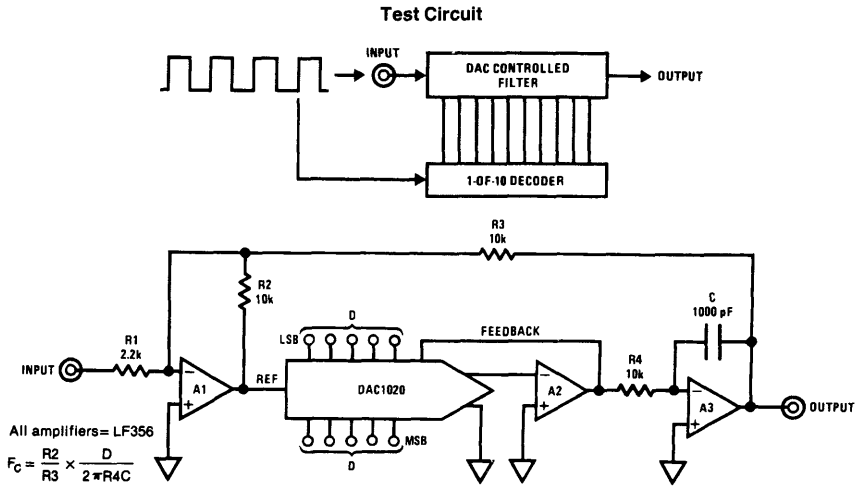 Test Circuit
INPUT
DAC CONTROLLED
FILTER
OUTPUT
1-OF-10 DECODER
R3
10k
R2
10k
C
1000 pF
D
LSB
FEEDBACK
R1
2.2k
R4
10k
INPUT
−
A1
+
REF
DAC1020
−
A2
+
−
A3
+
OUTPUT
MSB
D
All amplifiers= LF356
F_C = R2/R3 × D/2πR4C